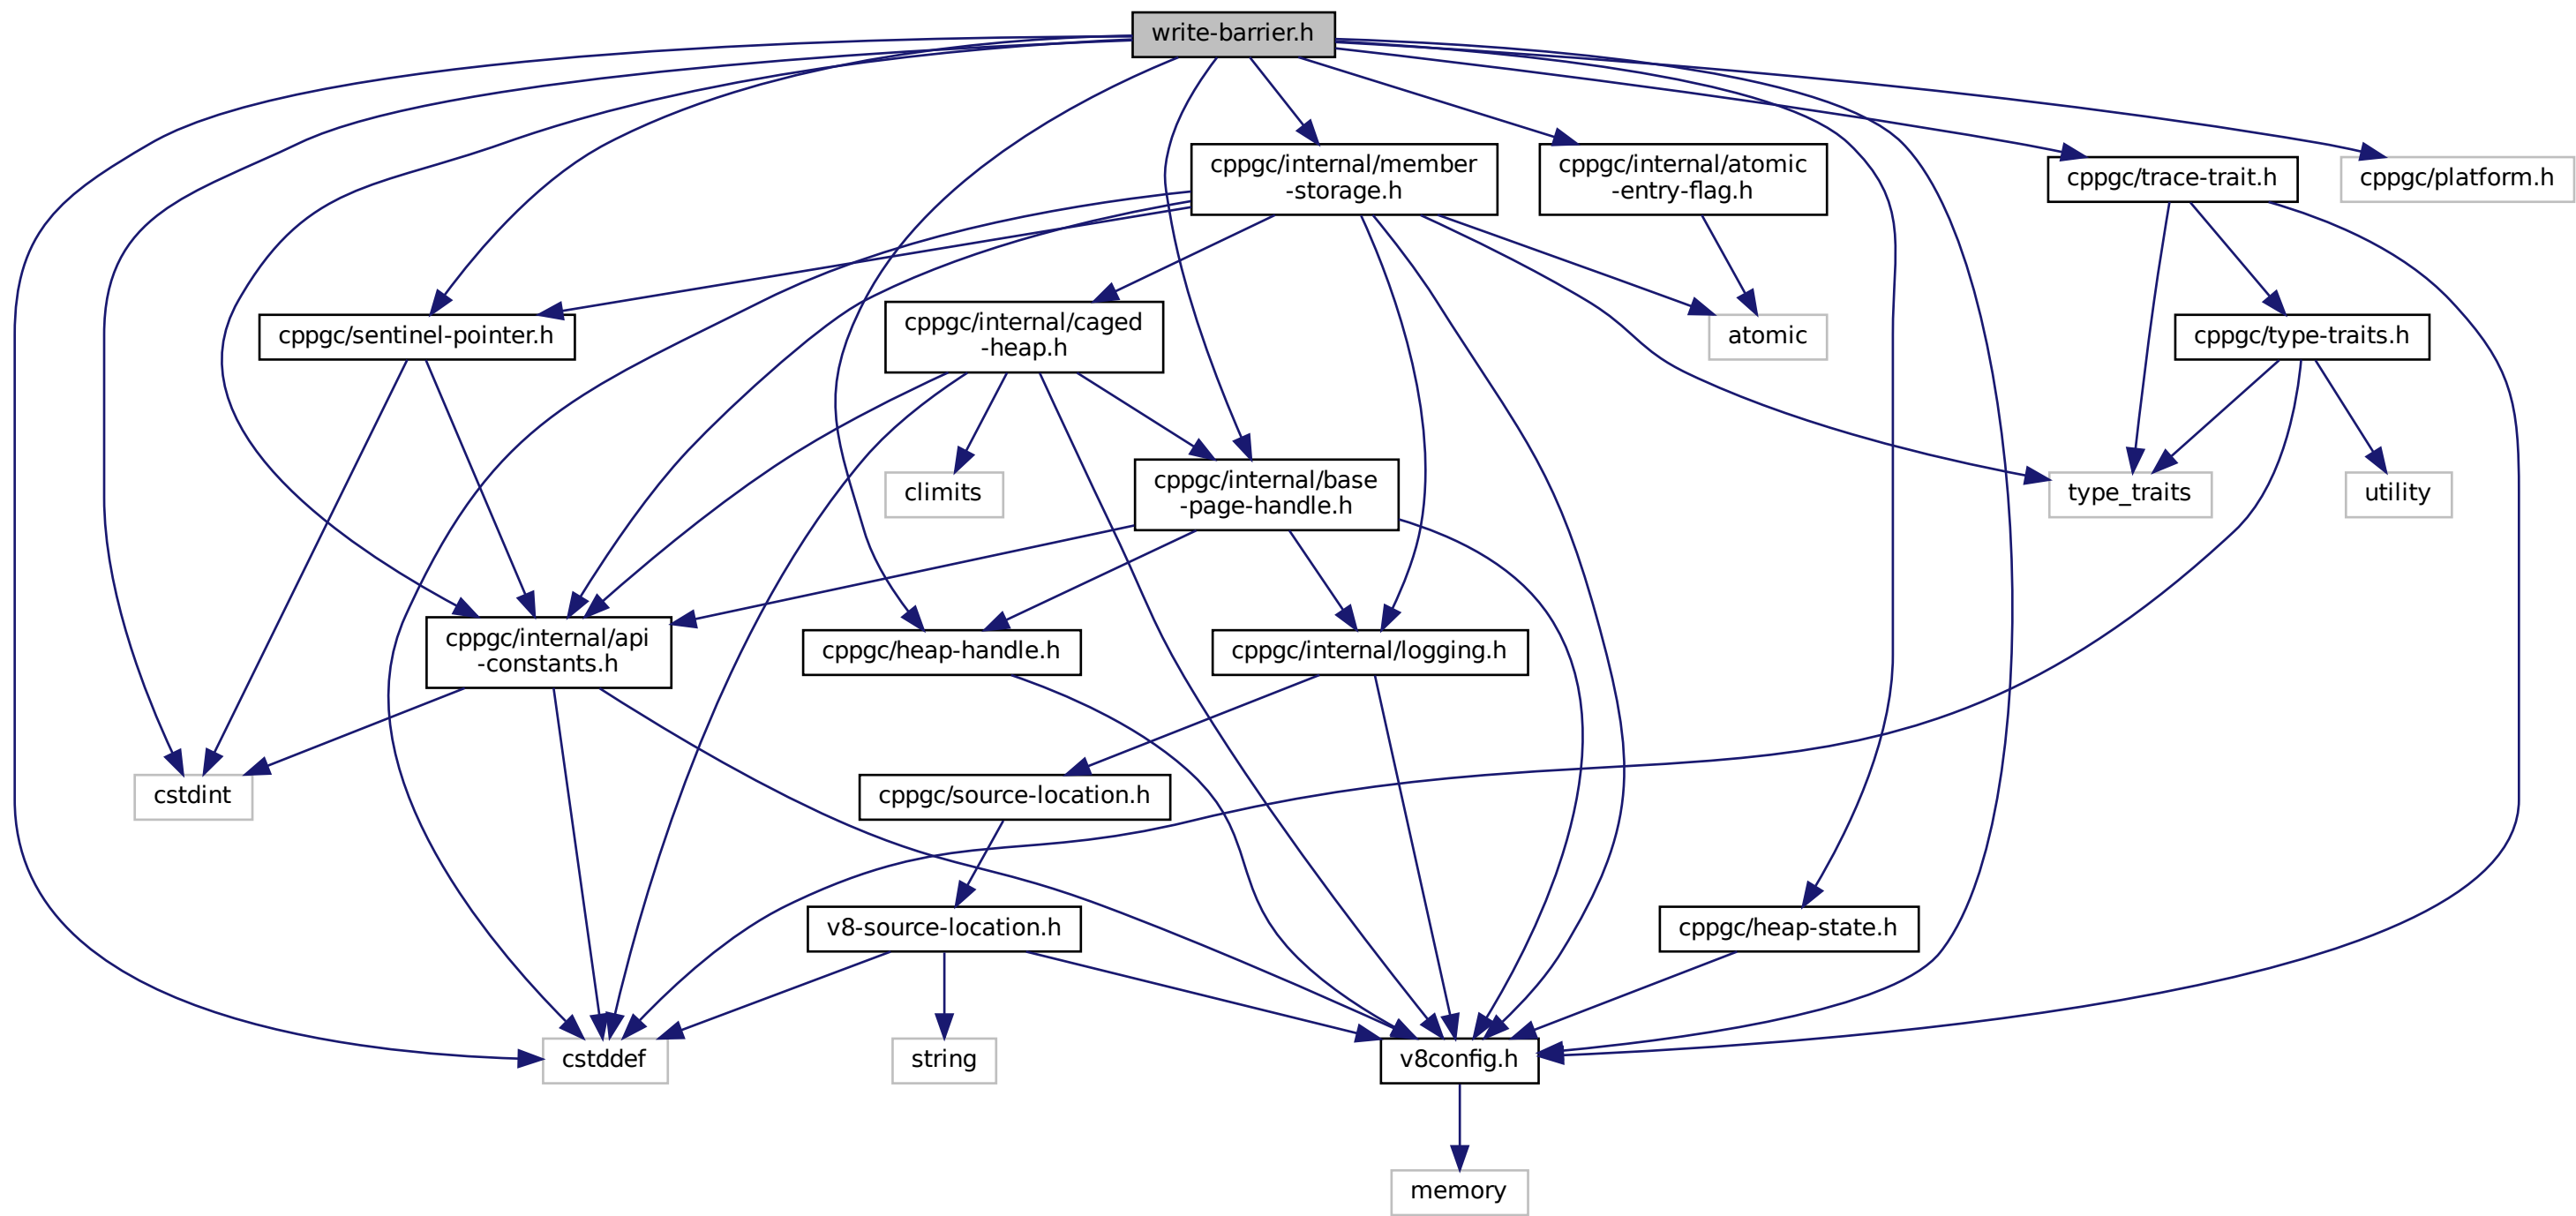 write-barrier.h
cppgc/internal/member
-storage.h
cppgc/internal/atomic
-entry-flag.h
cppgc/trace-trait.h
cppgc/platform.h
cppgc/sentinel-pointer.h
cppgc/internal/caged
-heap.h
atomic
cppgc/type-traits.h
climits
cppgc/internal/base
-page-handle.h
type_traits
utility
cppgc/internal/api
-constants.h
cppgc/heap-handle.h
cppgc/internal/logging.h
cstdint
cppgc/source-location.h
v8-source-location.h
cppgc/heap-state.h
cstddef
string
v8config.h
memory